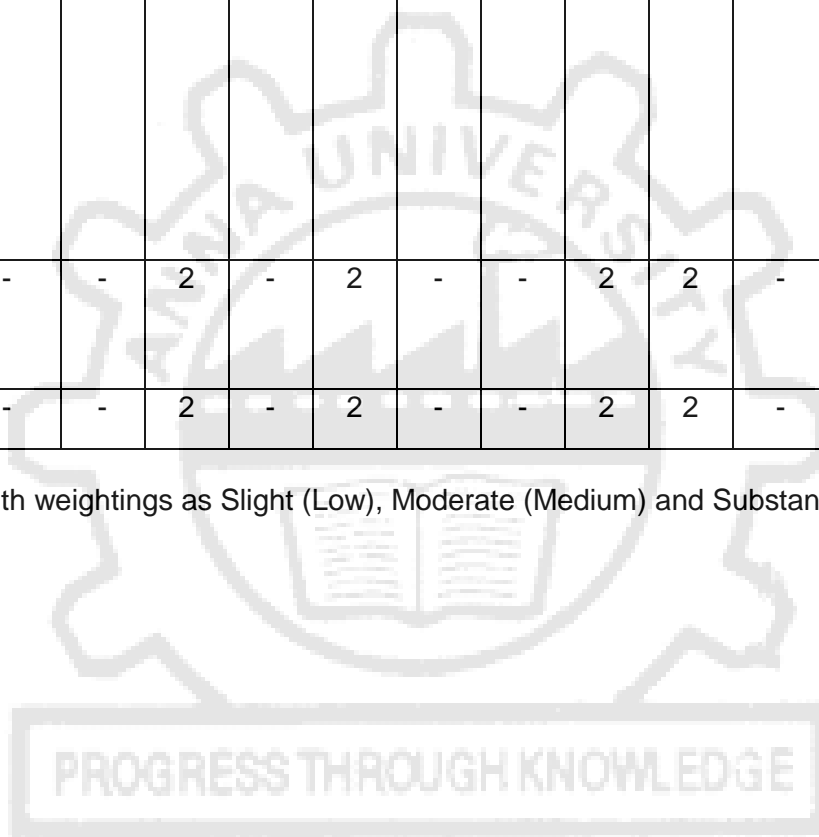 ANNA UNIVERSITY
- - 2 - 2 - - 2 2 -
- - 2 - 2 - - 2 2 -
th weightings as Slight (Low), Moderate (Medium) and Substan
PROGRESS THROUGH KNOWLEDGE